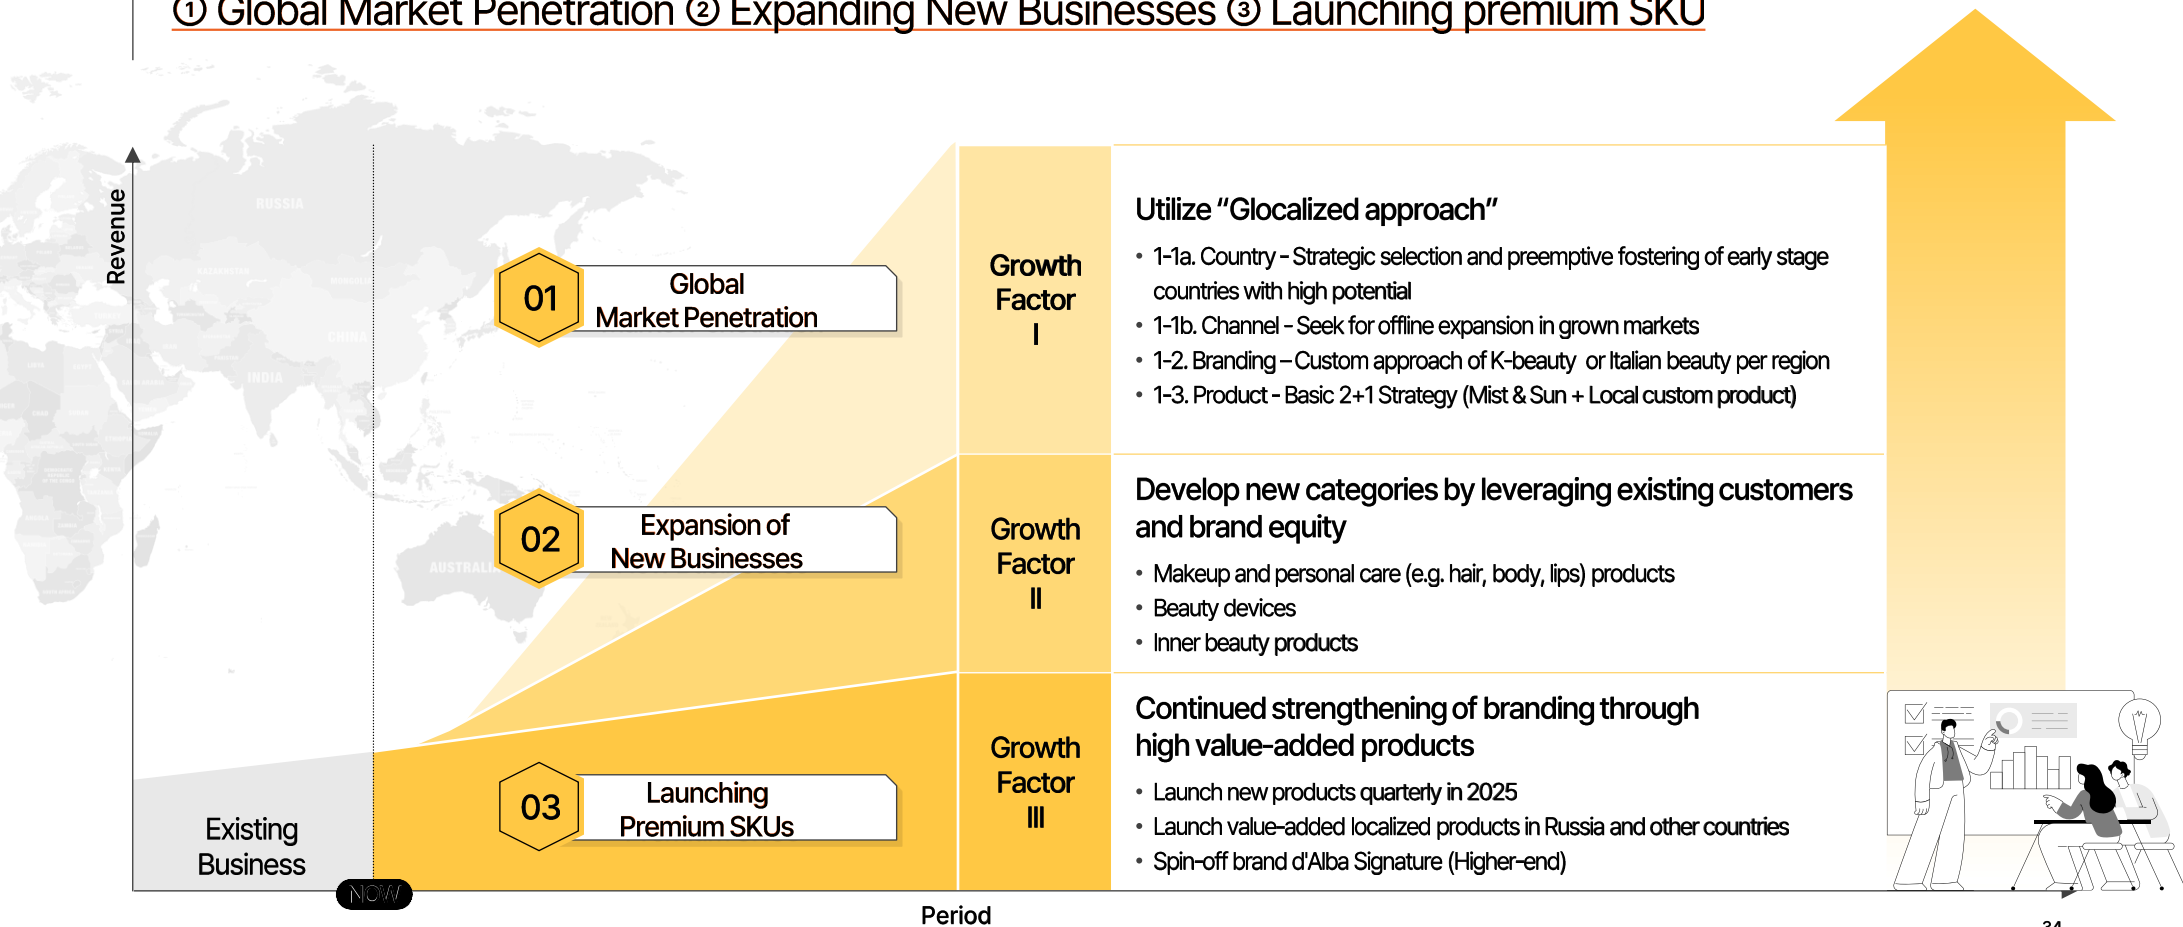 ① Global Market Penetration ② Expanding New Businesses ③ Launching premium SKU
Revenue
RUSSIA
CHINA
INDIA
AUSTRALIA
01
Global
Market Penetration
02
Expansion of
New Businesses
03
Launching
Premium SKUs
Existing
Business
NOW
Period
Growth
Factor
I
Utilize “Glocalized approach”
• 1-1a. Country - Strategic selection and preemptive fostering of early stage
countries with high potential
• 1-1b. Channel - Seek for offline expansion in grown markets
• 1-2. Branding – Custom approach of K-beauty or Italian beauty per region
• 1-3. Product - Basic 2+1 Strategy (Mist & Sun + Local custom product)
Growth
Factor
II
Develop new categories by leveraging existing customers
and brand equity
• Makeup and personal care (e.g. hair, body, lips) products
• Beauty devices
• Inner beauty products
Growth
Factor
III
Continued strengthening of branding through
high value-added products
• Launch new products quarterly in 2025
• Launch value-added localized products in Russia and other countries
• Spin-off brand d'Alba Signature (Higher-end)